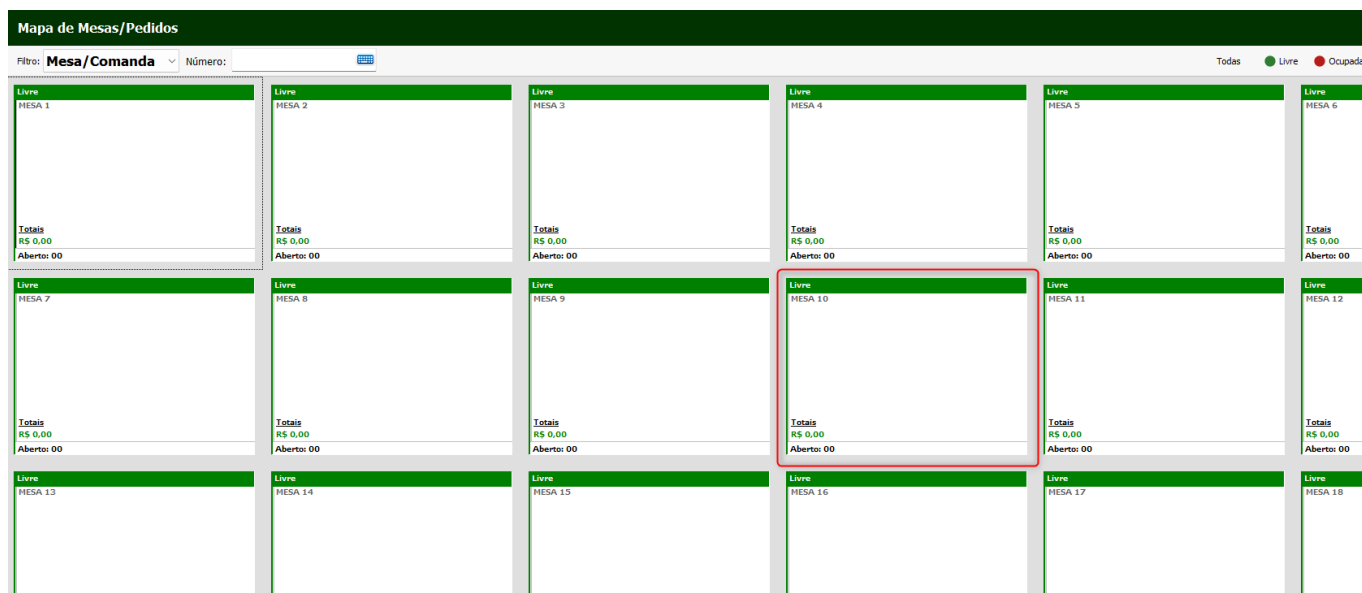 Mapa de Mesas/Pedidos
Filtro: Mesa/Comanda Número: Todas Livre Ocupada
Livre Livre Livre Livre Livre Livre
MESA 1 MESA 2 MESA 3 MESA 4 MESA 5 MESA 6
Totais Totais Totais Totais Totais Totais
R$ 0,00 R$ 0,00 R$ 0,00 R$ 0,00 R$ 0,00 R$ 0,00
Aberto: 00 Aberto: 00 Aberto: 00 Aberto: 00 Aberto: 00 Aberto: 00
Livre Livre Livre Livre Livre Livre
MESA 7 MESA 8 MESA 9 MESA 10 MESA 11 MESA 12
Totais Totais Totais Totais Totais Totais
R$ 0,00 R$ 0,00 R$ 0,00 R$ 0,00 R$ 0,00 R$ 0,00
Aberto: 00 Aberto: 00 Aberto: 00 Aberto: 00 Aberto: 00 Aberto: 00
Livre Livre Livre Livre Livre Livre
MESA 13 MESA 14 MESA 15 MESA 16 MESA 17 MESA 18